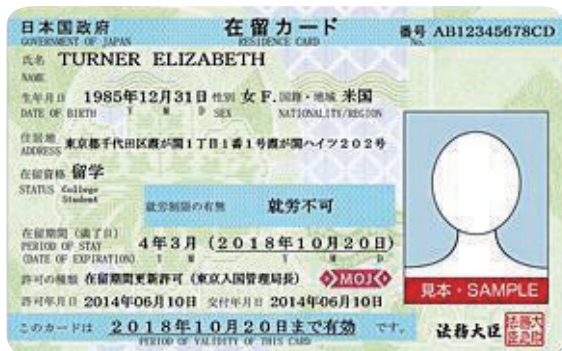 日本国政府 在留カード 番号 AB12345678CD
GOVERNMENT OF JAPAN RESIDENCE CARD No.
氏名 TURNER ELIZABETH
NAME
生年月日 1985年12月31日 性別 女 F. 国籍・地域 米国
DATE OF BIRTH Y M D SEX NATIONALITY/REGION
住居地 東京都千代田区霞が関1丁目1番1号霞が関ハイツ202号
ADDRESS
在留資格 留学
STATUS College
Student
就労制限の有無 就労不可
在留期間(満了日) 4年3月(2018年10月20日)
PERIOD OF STAY
(DATE OF EXPIRATION) Y M Y M D
許可の種類 在留期間更新許可(東京入国管理局長) MOJ
見本・SAMPLE
許可年月日 2014年06月10日 交付年月日 2014年06月10日
このカードは 2018年10月20日まで有効 です。
PERIOD OF VALIDITY OF THIS CARD
法務大臣